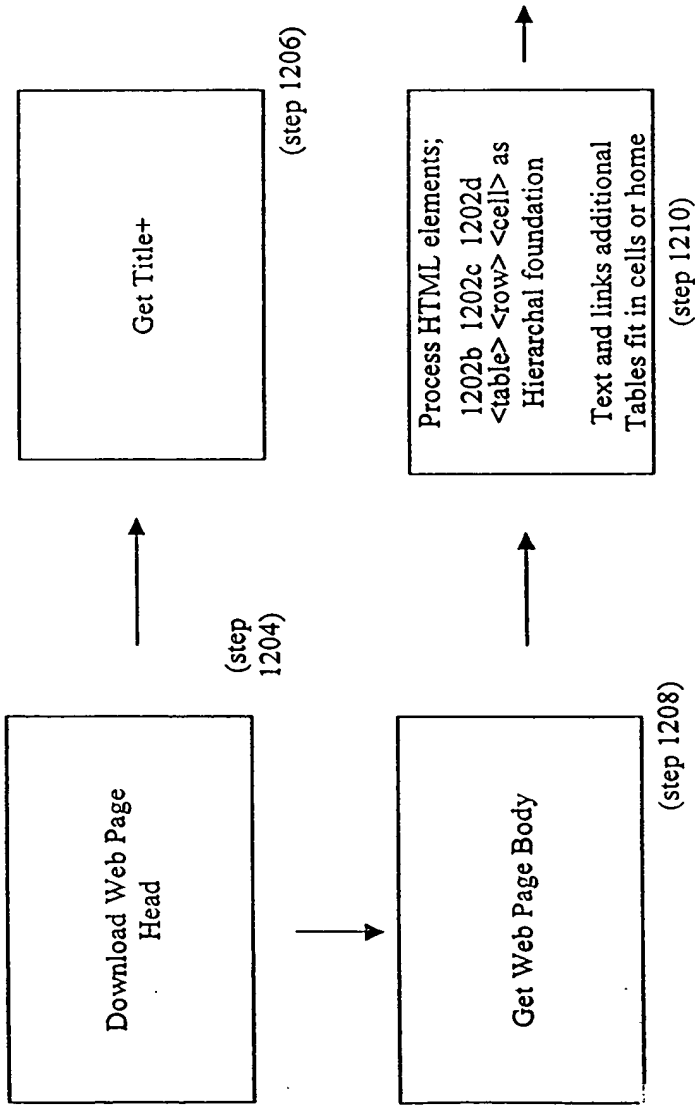 Download Web Page
Head
(step
1204)
Get Title+
(step 1206)
Get Web Page Body
(step 1208)
Process HTML elements;
1202b 1202c 1202d
<table> <row> <cell> as
Hierarchal foundation
Text and links additional
Tables fit in cells or home
(step 1210)